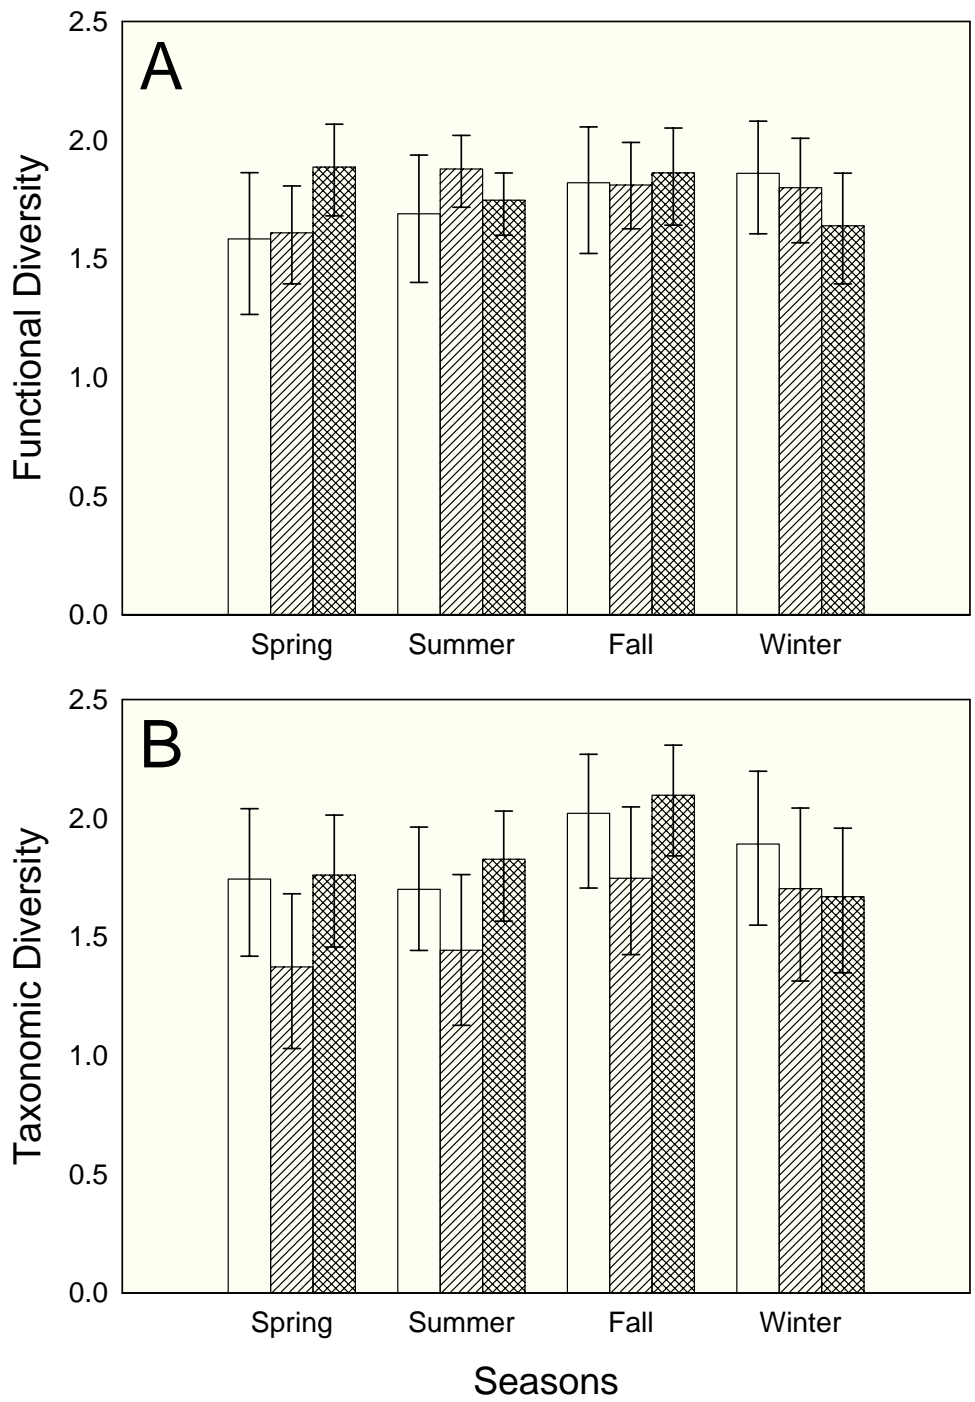 A
Functional Diversity
2.5
2.0
1.5
1.0
0.5
0.0
Spring Summer Fall Winter
B
Taxonomic Diversity
2.5
2.0
1.5
1.0
0.5
0.0
Spring Summer Fall Winter
Seasons